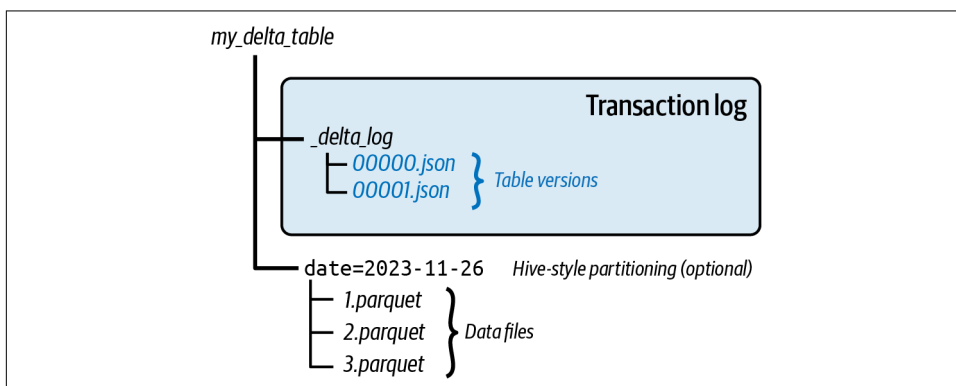 my_delta_table
Transaction log
_delta_log
00000.json
00001.json
Table versions
date=2023-11-26 Hive-style partitioning (optional)
1.parquet
2.parquet
3.parquet
Data files